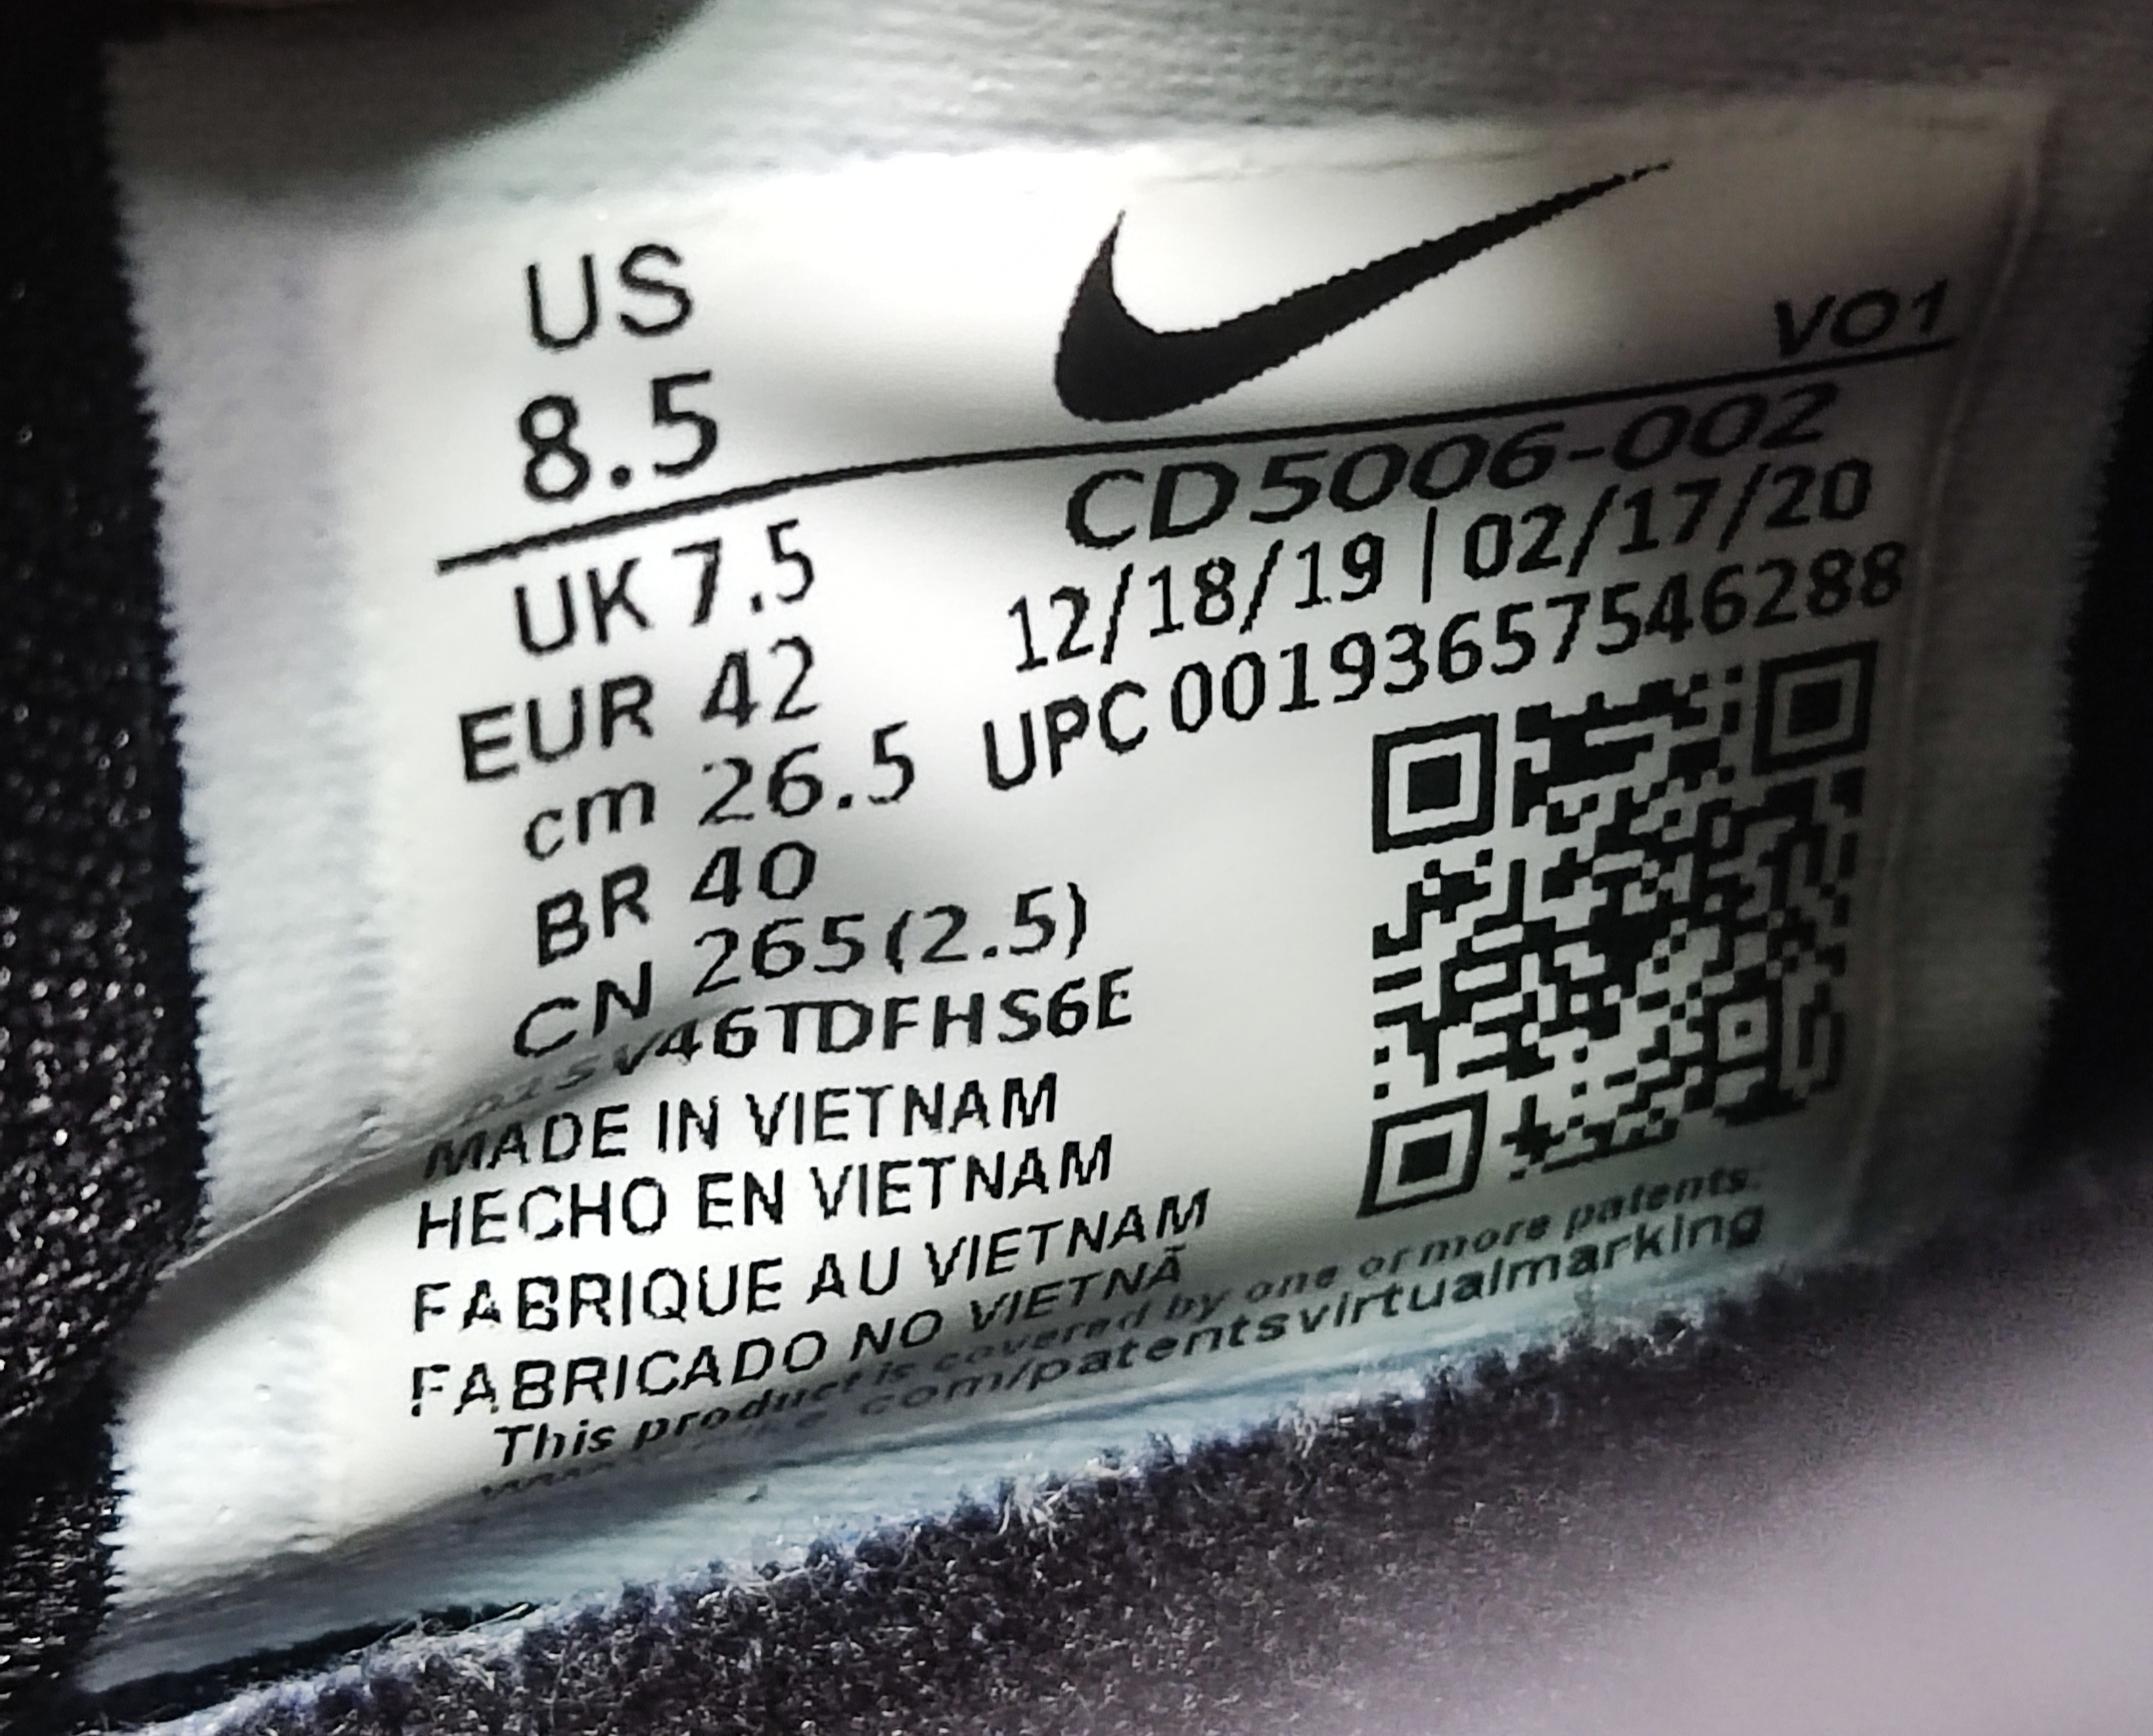 US
8.5
VO1
UK 7.5
EUR 42
cm 26.5
BR 40
CN 265(2.5)
CD5006-002
12/18/19 | 02/17/20
UPC 00193657546288
46TDFHS6E
MADE IN VIETNAM
HECHO EN VIETNAM
FABRIQUE AU VIETNAM
FABRICADO NO VIETNÃ
This product is covered by one or more patents.
com/patentsvirtualmarking